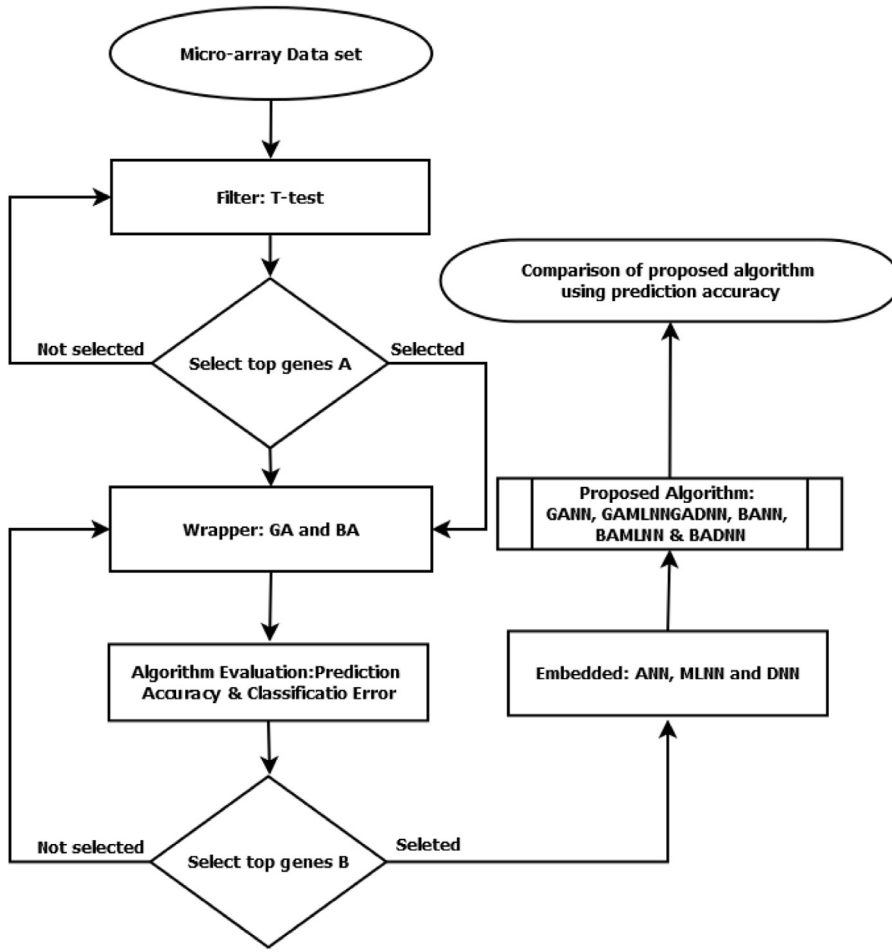 Micro-array Data set
Filter: T-test
Not selected
Select top genes A
Selected
Wrapper: GA and BA
Algorithm Evaluation:Prediction
Accuracy & Classificatio Error
Not selected
Select top genes B
Seleted
Embedded: ANN, MLNN and DNN
Proposed Algorithm:
GANN, GAMLNNGADNN, BANN,
BAMLNN & BADNN
Comparison of proposed algorithm
using prediction accuracy